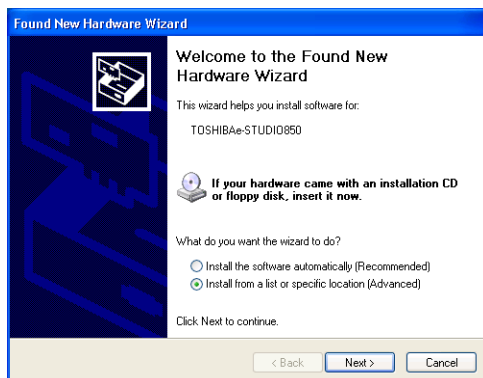 Found New Hardware Wizard
Welcome to the Found New
Hardware Wizard
This wizard helps you install software for:
TOSHIBAe-STUDIO850
If your hardware came with an installation CD
or floppy disk, insert it now.
What do you want the wizard to do?
Install the software automatically (Recommended)
Install from a list or specific location (Advanced)
Click Next to continue.
< Back Next > Cancel